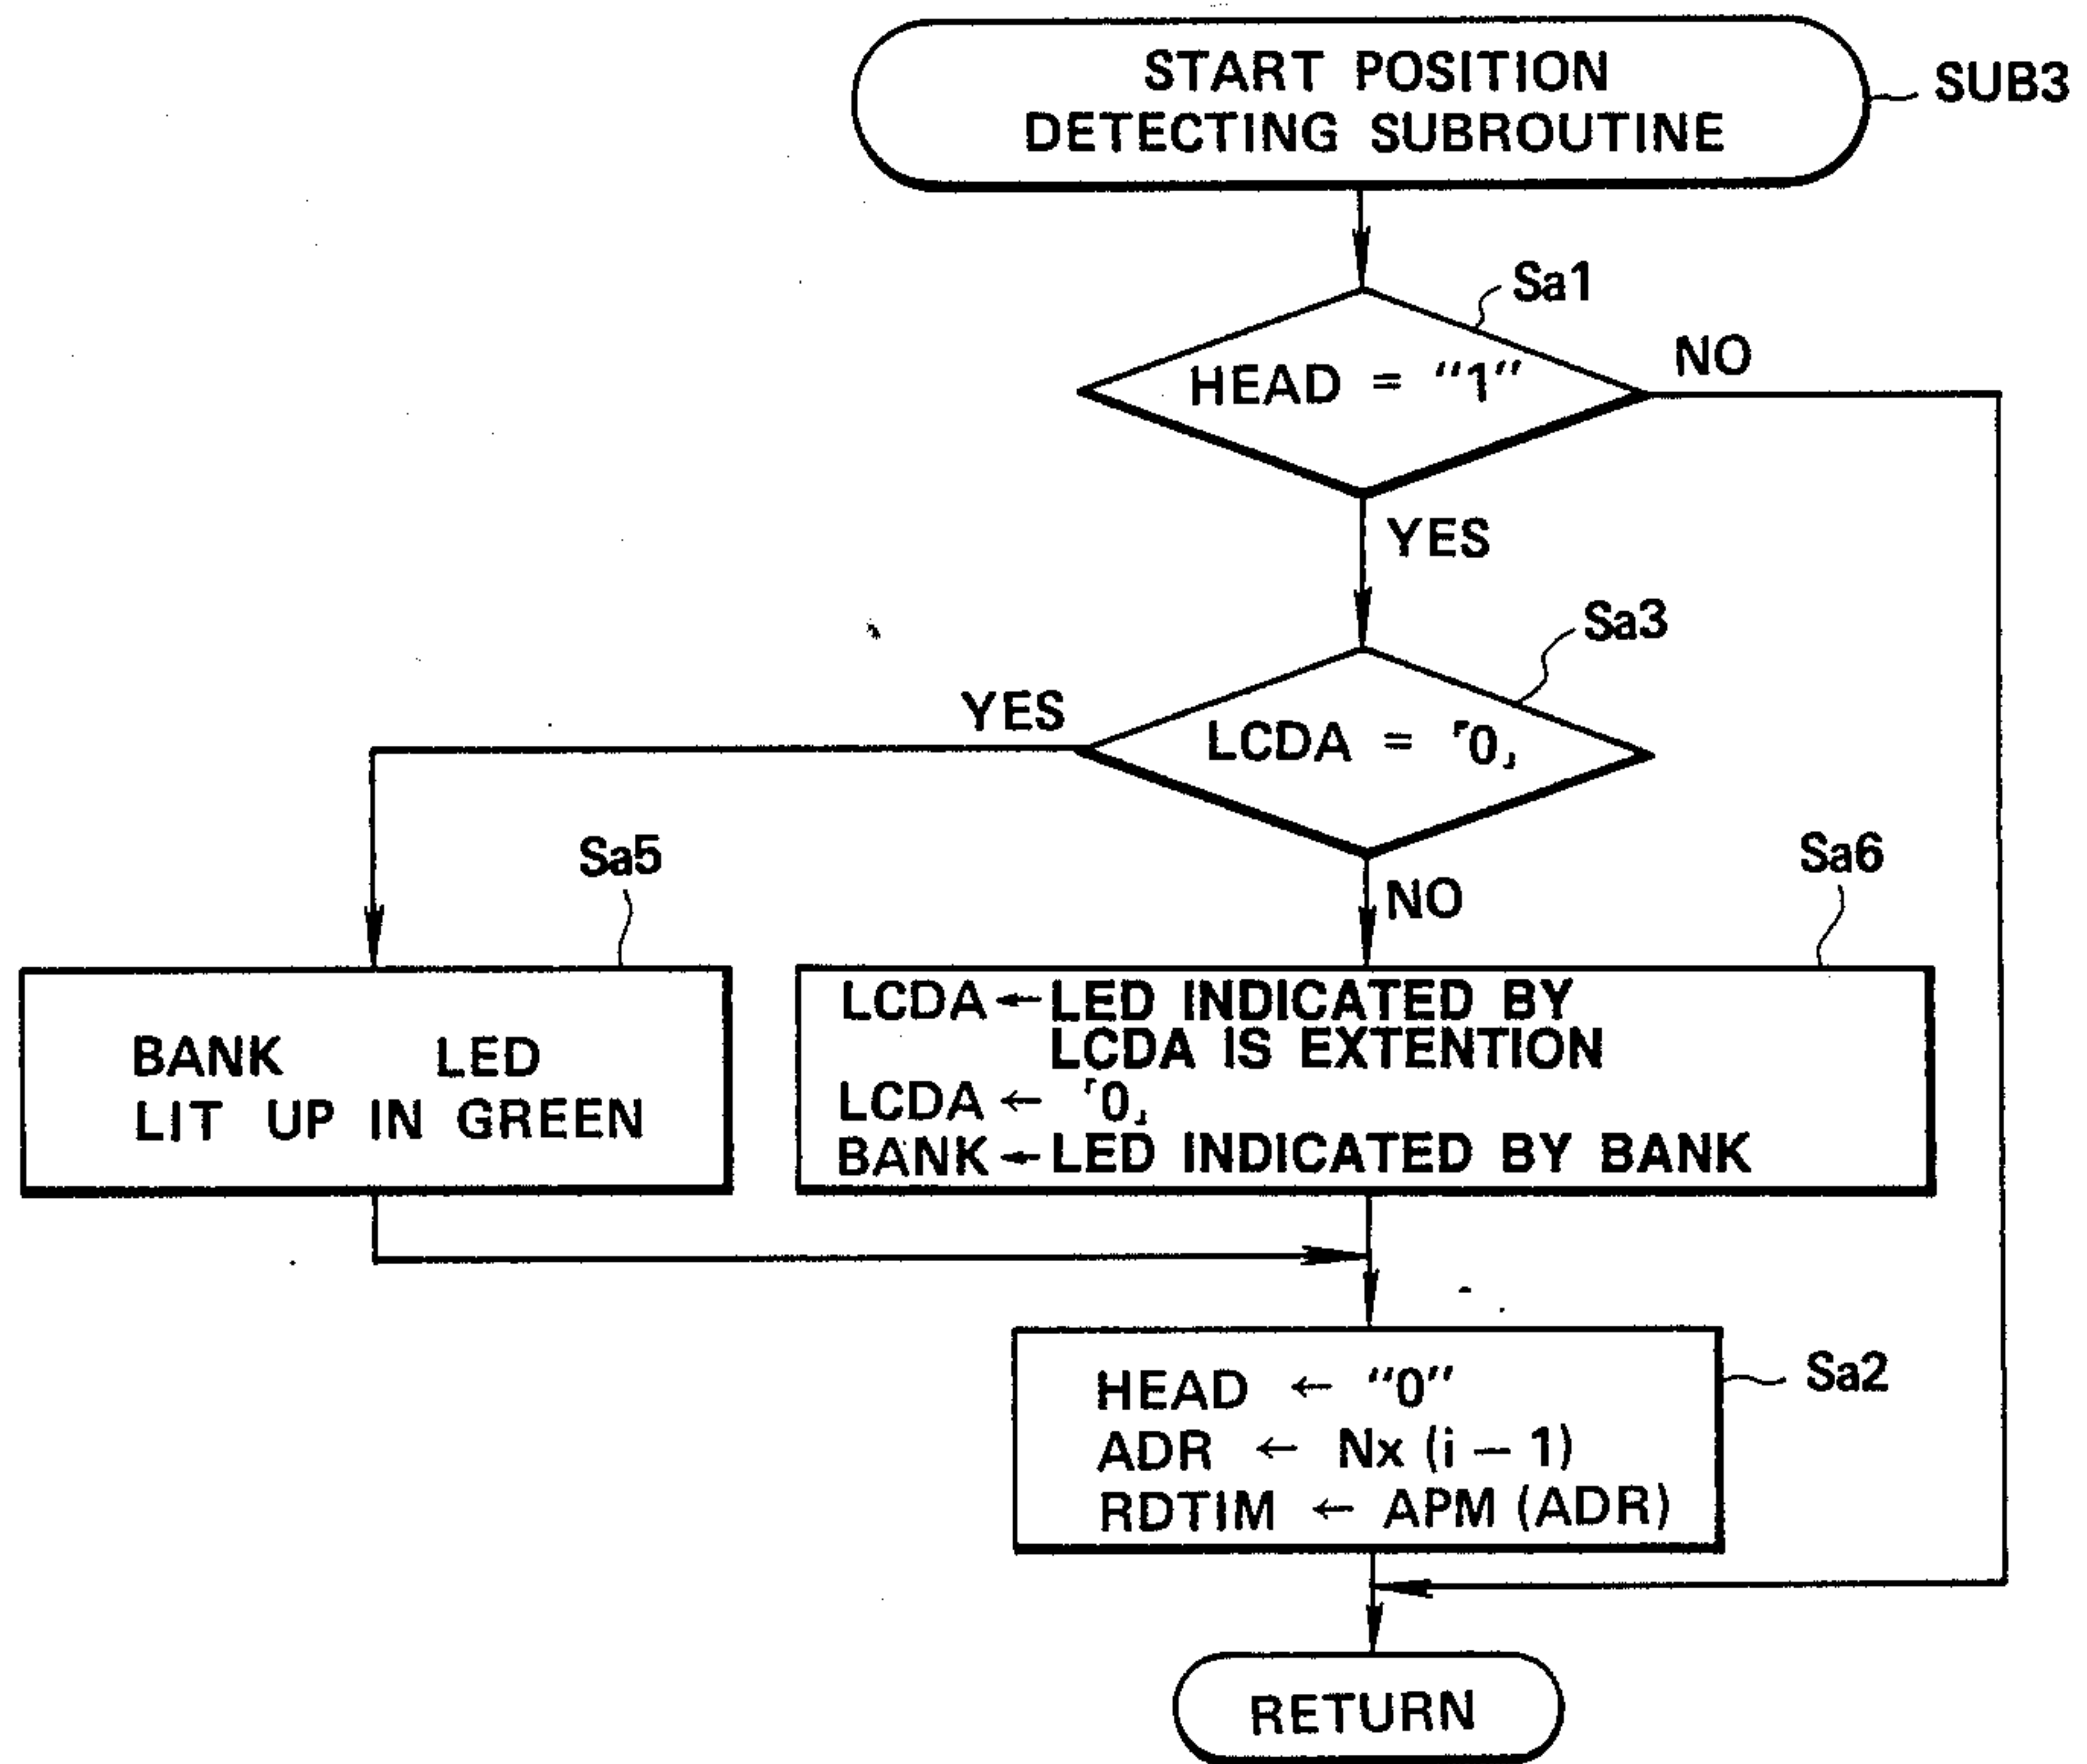 START POSITION
DETECTING SUBROUTINE
SUB3
Sa1
HEAD = "1"
NO
YES
Sa3
YES
LCDA = 「0」
Sa5
Sa6
NO
BANK LED
LIT UP IN GREEN
LCDA ← LED INDICATED BY
LCDA IS EXTENTION
LCDA ← 「0」
BANK ← LED INDICATED BY BANK
HEAD ← "0"
Sa2
ADR ← Nx (i – 1)
RDTIM ← APM (ADR)
RETURN